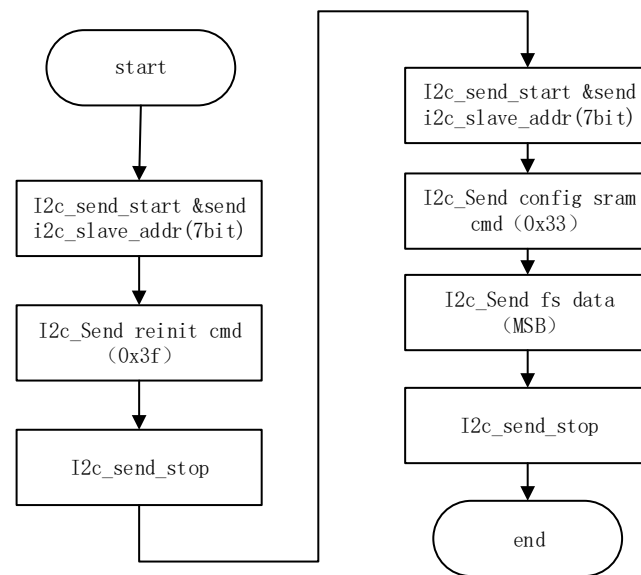 start
I2c_send_start &send
i2c_slave_addr(7bit)
I2c_Send reinit cmd
（0x3f）
I2c_send_stop
I2c_send_start &send
i2c_slave_addr(7bit)
I2c_Send config sram
cmd（0x33）
I2c_Send fs data
（MSB）
I2c_send_stop
end